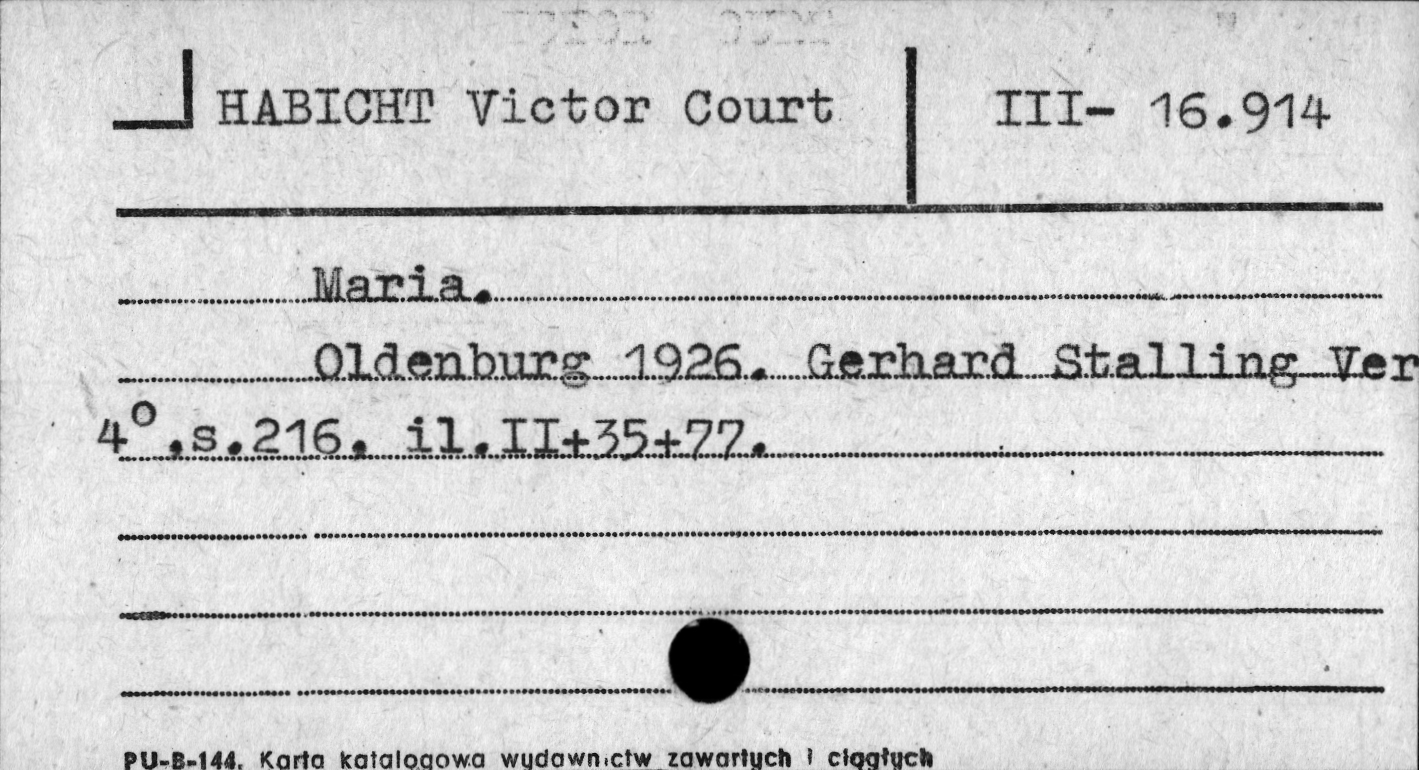 HABICHT Victor Court III- 16.914
Maria.
Oldenburg 1926. Gerhard Stalling Ver
4°.s.216. il.II+35+77.
PU-B-144. Karta katalogowa wydawnictw zawartych i ciągłych